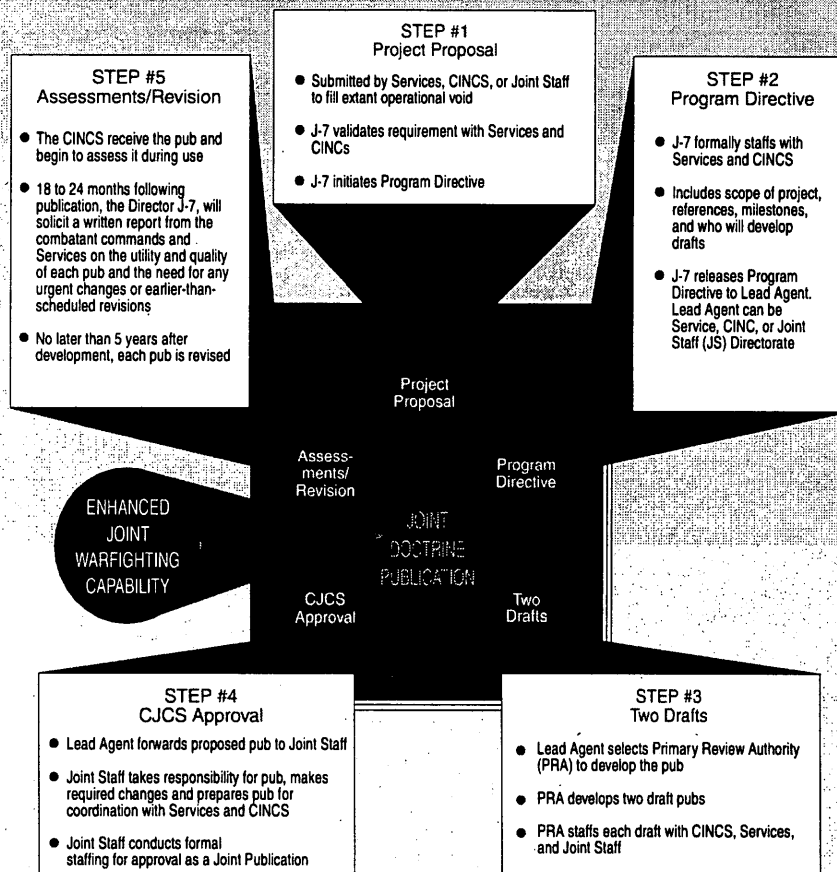 STEP #1
Project Proposal
● Submitted by Services, CINCS, or Joint Staff
to fill extant operational void
● J-7 validates requirement with Services and
CINCs
● J-7 initiates Program Directive
STEP #5
Assessments/Revision
● The CINCS receive the pub and
begin to assess it during use
● 18 to 24 months following
publication, the Director J-7, will
solicit a written report from the
combatant commands and
Services on the utility and quality
of each pub and the need for any
urgent changes or earlier-than-
scheduled revisions
● No later than 5 years after
development, each pub is revised
STEP #2
Program Directive
● J-7 formally staffs with
Services and CINCS
● Includes scope of project,
references, milestones,
and who will develop
drafts
● J-7 releases Program
Directive to Lead Agent.
Lead Agent can be
Service, CINC, or Joint
Staff (JS) Directorate
Project
Proposal
Assess-
ments/
Revision
Program
Directive
JOINT
DOCTRINE
PUBLICATION
CJCS
Approval
Two
Drafts
ENHANCED
JOINT
WARFIGHTING
CAPABILITY
STEP #4
CJCS Approval
● Lead Agent forwards proposed pub to Joint Staff
● Joint Staff takes responsibility for pub, makes
required changes and prepares pub for
coordination with Services and CINCS
● Joint Staff conducts formal
staffing for approval as a Joint Publication
STEP #3
Two Drafts
● Lead Agent selects Primary Review Authority
(PRA) to develop the pub
● PRA develops two draft pubs
● PRA staffs each draft with CINCS, Services,
and Joint Staff